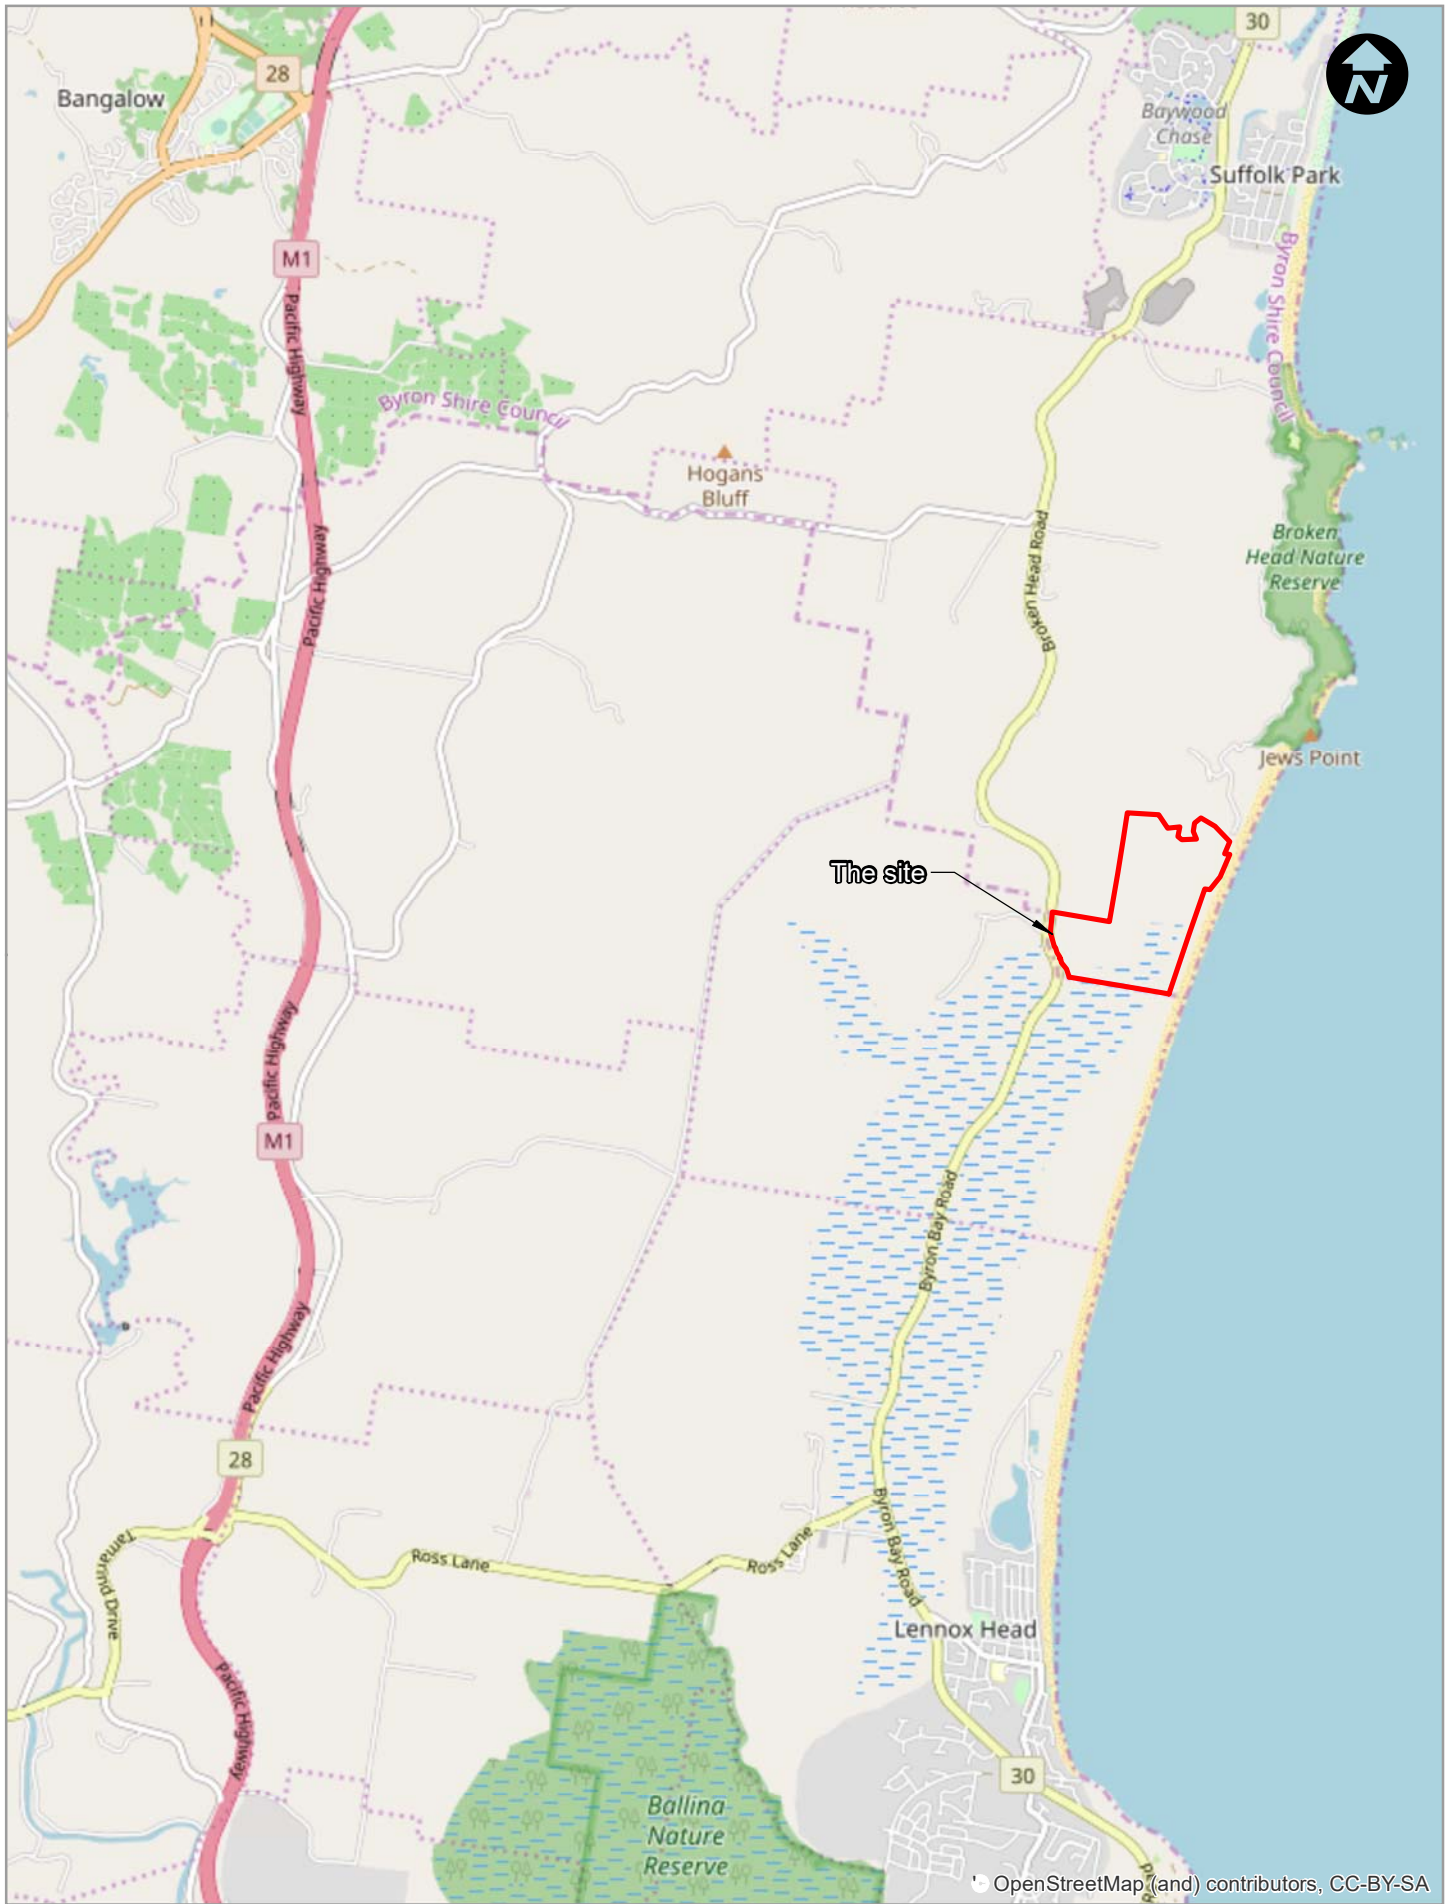 30
28
N
Bangalow
Baywood
Chase
Suffolk Park
M1
Byron Shire Council
Pacific Highway
Byron Shire Council
Hogans
Bluff
Pacific Highway
Broken Head Road
Broken
Head Nature
Reserve
Jews Point
The site
Pacific Highway
M1
Byron Bay Road
Pacific Highway
28
Tamarind Drive
Ross Lane
Ross Lane
Byron Bay Road
Lennox Head
Pacific Highway
30
Ballina
Nature
Reserve
OpenStreetMap (and) contributors, CC-BY-SA